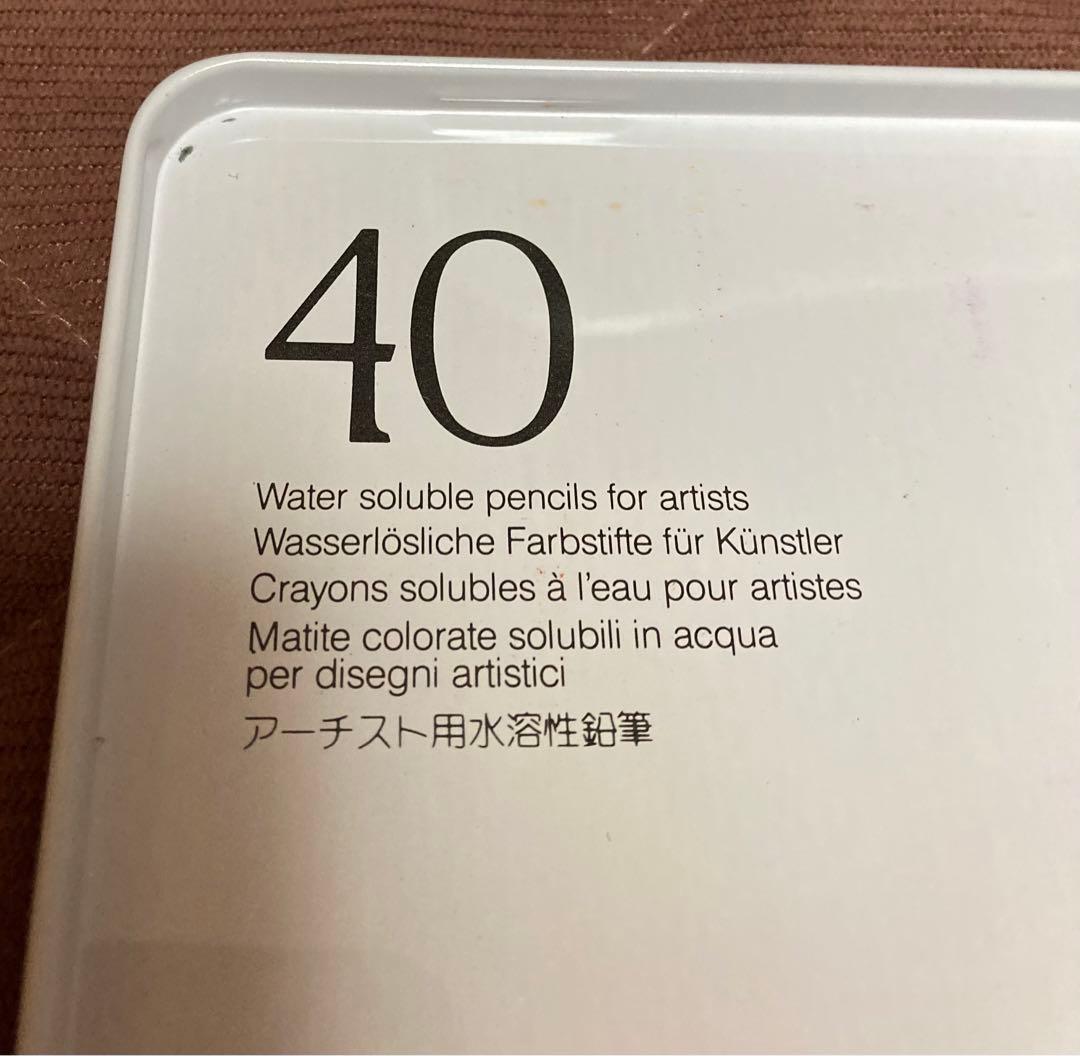 40
Water soluble pencils for artists
Wasserlösliche Farbstifte für Künstler
Crayons solubles à l'eau pour artistes
Matite colorate solubili in acqua
per disegni artistici
アーチスト用水溶性鉛筆